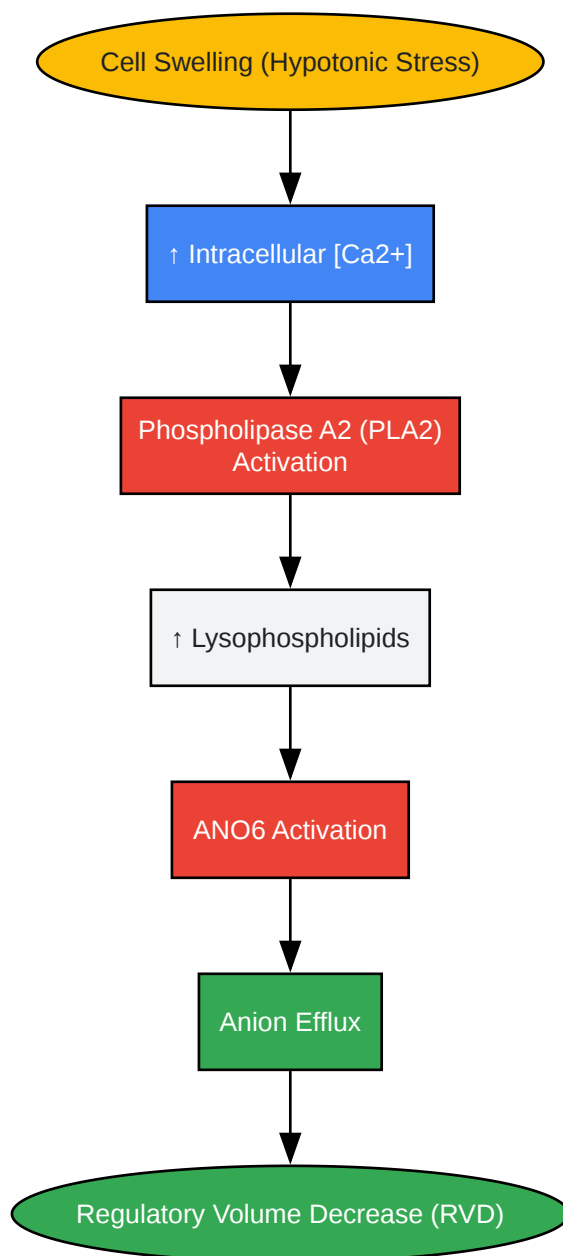 Cell Swelling (Hypotonic Stress)
↑ Intracellular [Ca2+]
Phospholipase A2 (PLA2)
Activation
↑ Lysophospholipids
ANO6 Activation
Anion Efflux
Regulatory Volume Decrease (RVD)